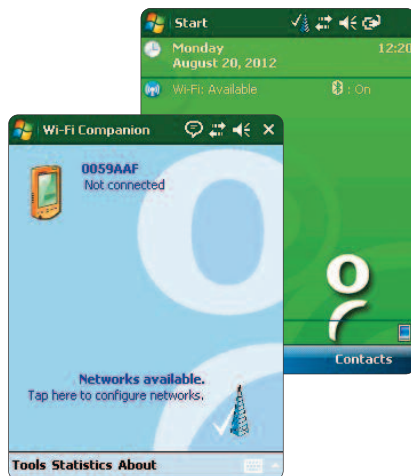 Start
Monday
12:20
August 20, 2012
Wi-Fi: Available
: On
Wi-Fi Companion
0059AAF
Not connected
Networks available.
Tap here to configure networks.
Contacts
Tools Statistics About